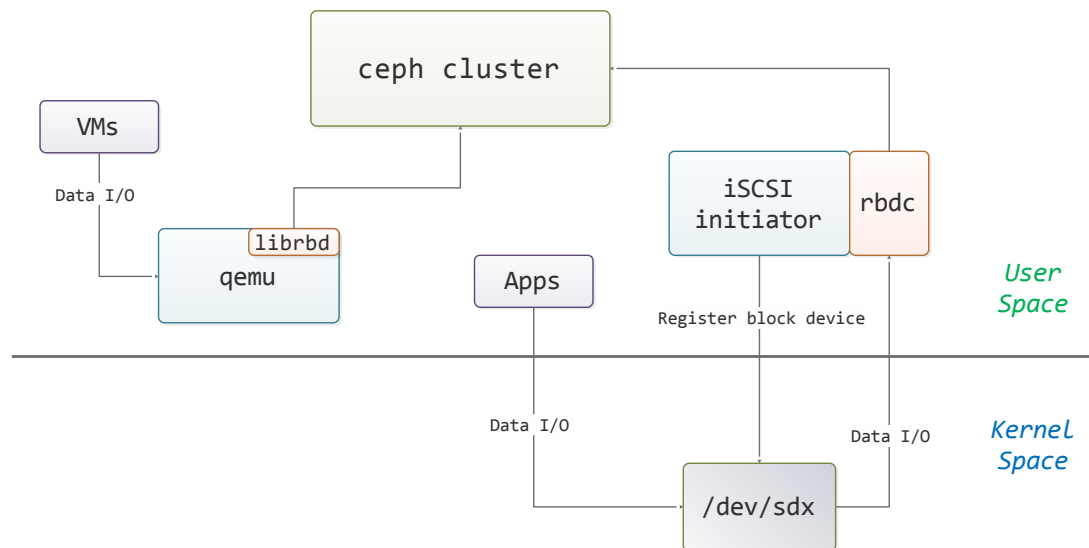 ceph cluster
VMs
Data I/O
librbd
qemu
iSCSI
initiator
rbdc
Apps
Register block device
User
Space
Data I/O
Data I/O
Kernel
Space
/dev/sdx